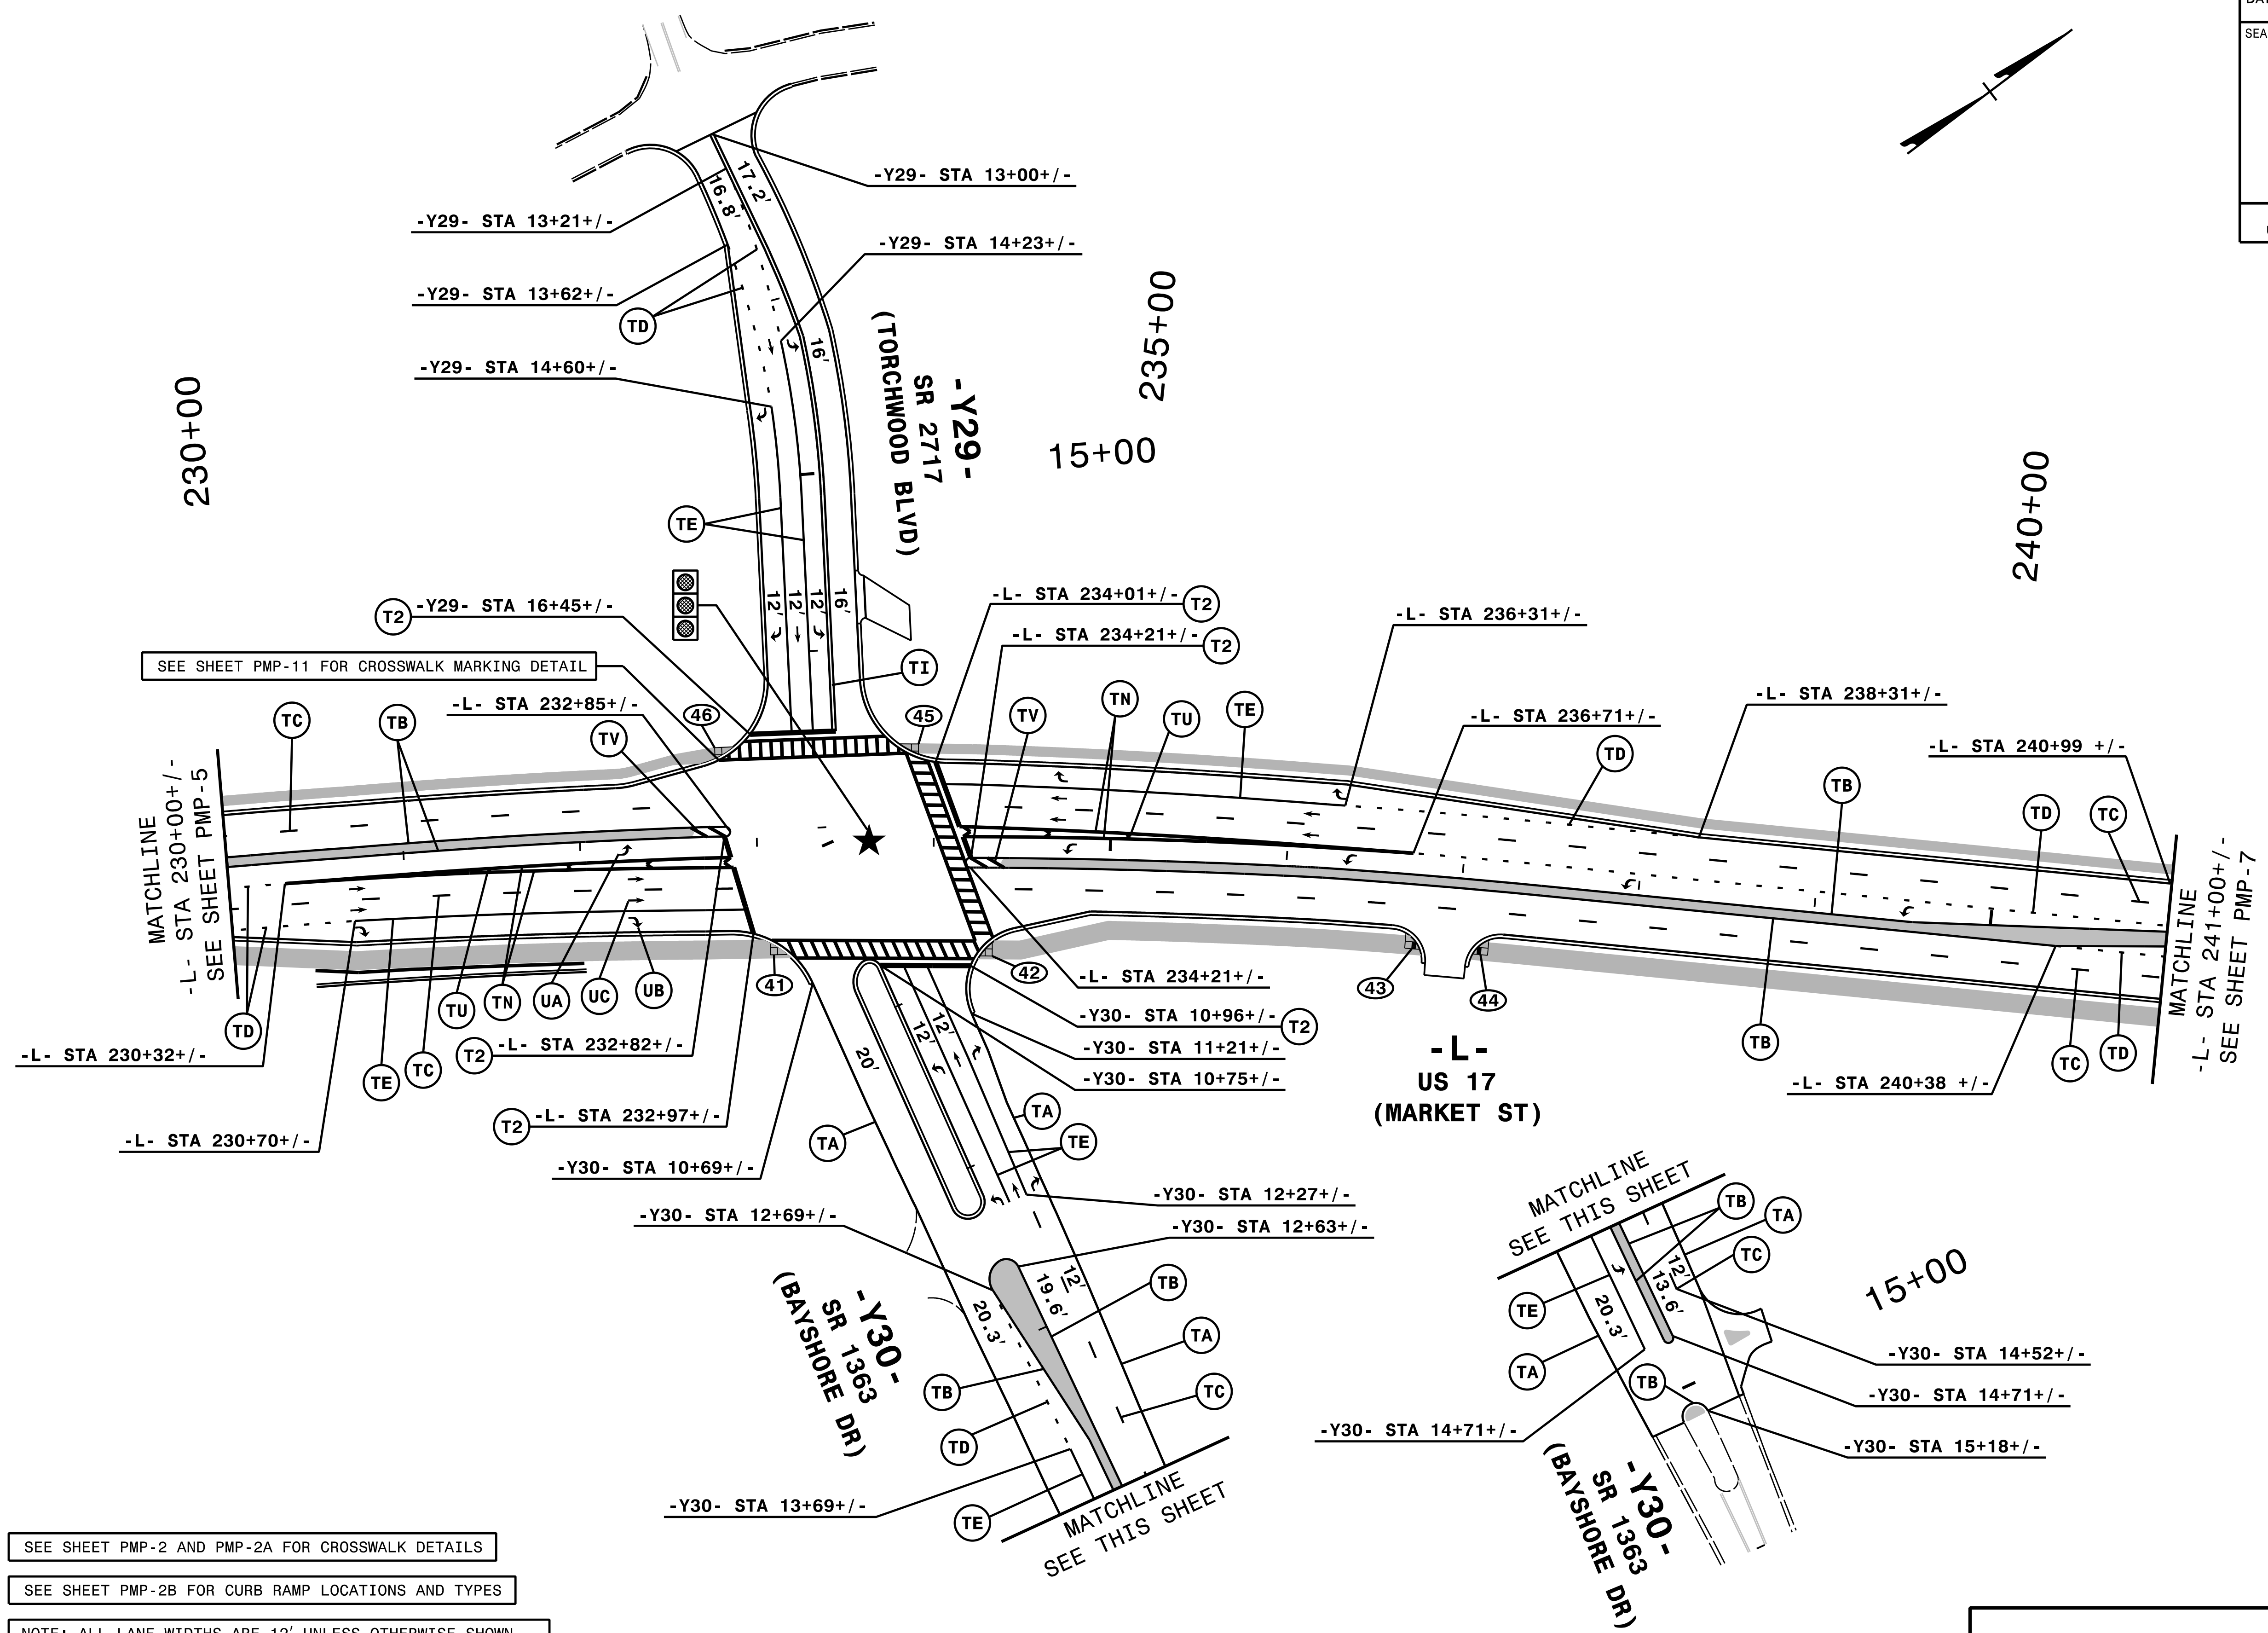 SEA
-Y29- STA 13+00+/-
17.2'
16.8'
-Y29- STA 13+21+/-
-Y29- STA 14+23+/-
-Y29- STA 13+62+/-
TD
16'
-Y29- STA 14+60+/-
230+00
(TORCHWOOD BLVD)
SR 2717
-Y29-
235+00
15+00
240+00
TE
12'
12'
12'
16'
T2
-Y29- STA 16+45+/-
-L- STA 234+01+/-
T2
-L- STA 234+21+/-
T2
-L- STA 236+31+/-
SEE SHEET PMP-11 FOR CROSSWALK MARKING DETAIL
TI
-L- STA 232+85+/-
-L- STA 238+31+/-
TC
TB
TV
46
45
TV
TN
TU
TE
-L- STA 236+71+/-
TD
-L- STA 240+99 +/-
TB
TD
TC
MATCHLINE
-L- STA 230+00+/-
SEE SHEET PMP-5
MATCHLINE
-L- STA 241+00+/-
SEE SHEET PMP-7
41
42
43
44
-L- STA 234+21+/-
TD
TE
TC
TU
TN
UA
UC
UB
-L- STA 230+32+/-
T2
-L- STA 232+82+/-
-Y30- STA 10+96+/-
T2
-Y30- STA 11+21+/-
-Y30- STA 10+75+/-
20'
12'
12'
-L-
US 17
(MARKET ST)
TB
TC
TD
-L- STA 240+38 +/-
T2
-L- STA 232+97+/-
-L- STA 230+70+/-
TA
TA
TE
-Y30- STA 10+69+/-
-Y30- STA 12+27+/-
-Y30- STA 12+69+/-
-Y30- STA 12+63+/-
MATCHLINE
SEE THIS SHEET
TB
TA
TC
12'
13.6'
20.3'
TE
TA
TB
15+00
-Y30- STA 14+52+/-
-Y30- STA 14+71+/-
-Y30- STA 14+71+/-
-Y30- STA 15+18+/-
-Y30-
SR 1363
(BAYSHORE DR)
12'
19.6'
20.3'
TB
TA
TB
TC
TD
-Y30- STA 13+69+/-
TE
MATCHLINE
SEE THIS SHEET
-Y30-
SR 1363
(BAYSHORE DR)
SEE SHEET PMP-2 AND PMP-2A FOR CROSSWALK DETAILS
SEE SHEET PMP-2B FOR CURB RAMP LOCATIONS AND TYPES
NOTE: ALL LANE WIDTHS ARE 12' UNLESS OTHERWISE SHOWN